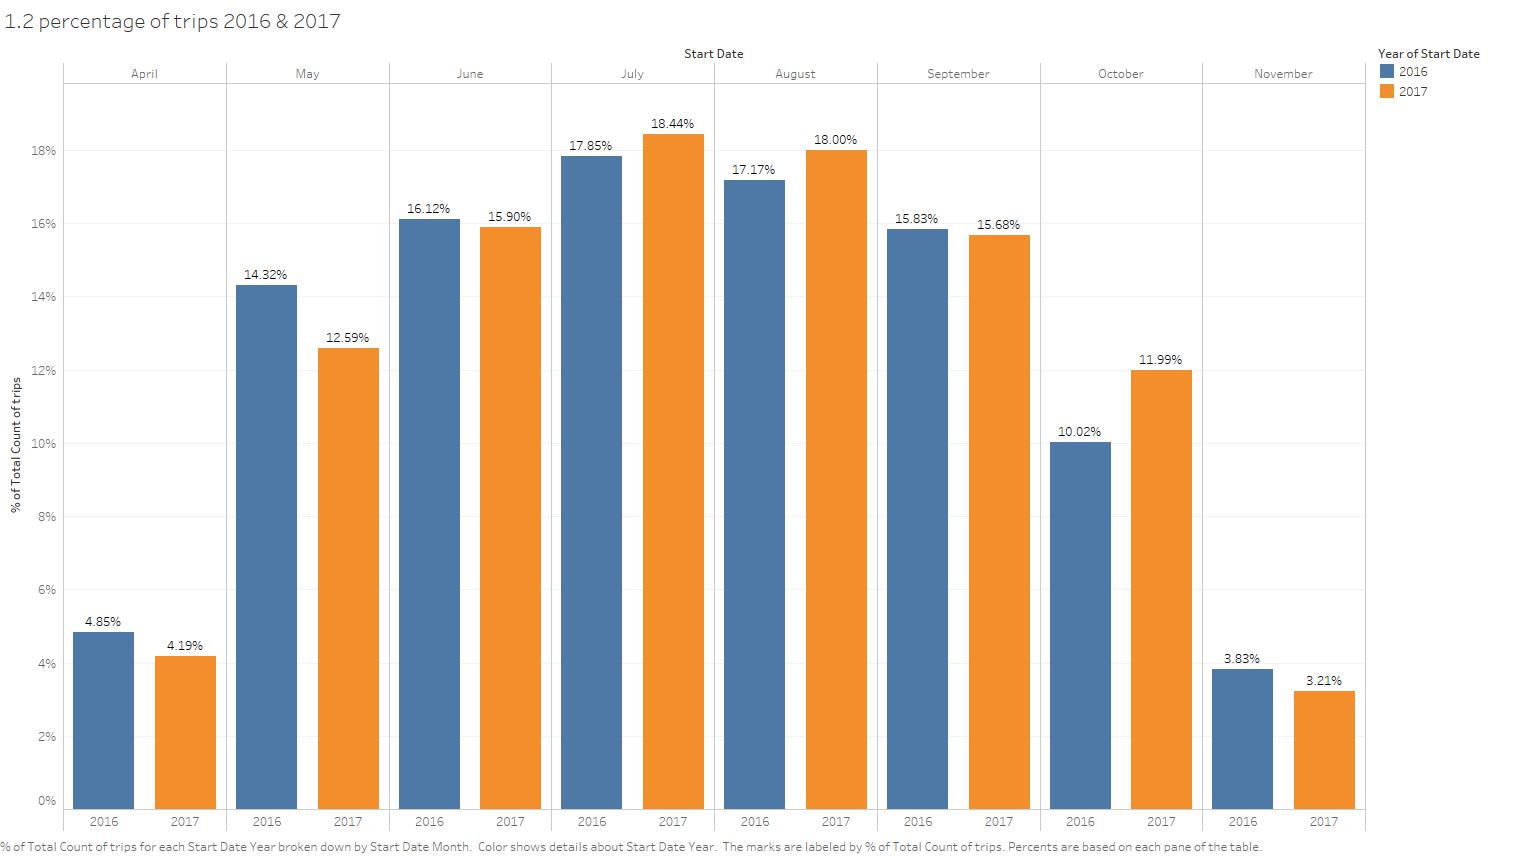 1.2 percentage of trips 2016 & 2017
Start Date
Year of Start Date
2016
2017
April May June July August September October November
% of Total Count of trips
18%
16%
14%
12%
10%
8%
6%
4%
2%
0%
4.85% 4.19% 14.32% 12.59% 16.12% 15.90% 17.85% 18.44% 17.17% 18.00% 15.83% 15.68% 10.02% 11.99% 3.83% 3.21%
2016 2017 2016 2017 2016 2017 2016 2017 2016 2017 2016 2017 2016 2017 2016 2017
% of Total Count of trips for each Start Date Year broken down by Start Date Month. Color shows details about Start Date Year. The marks are labeled by % of Total Count of trips. Percents are based on each pane of the table.